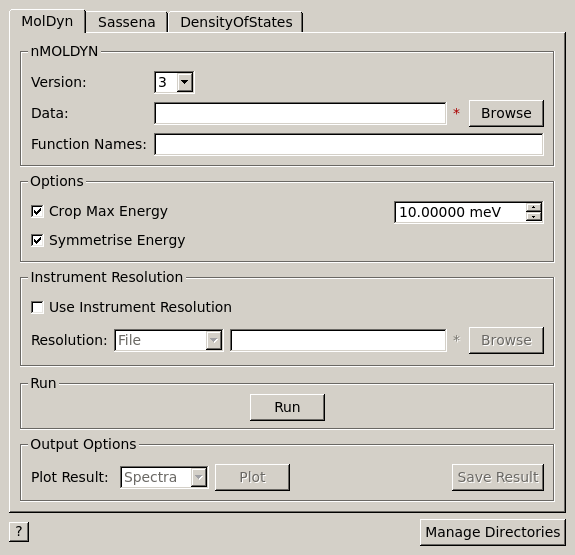 MolDyn Sassena DensityOfStates
nMOLDYN
Version: 3
Data: * Browse
Function Names:
Options
Crop Max Energy 10.00000 meV
Symmetrise Energy
Instrument Resolution
Use Instrument Resolution
Resolution: File * Browse
Run
Run
Output Options
Plot Result: Spectra Plot Save Result
? Manage Directories